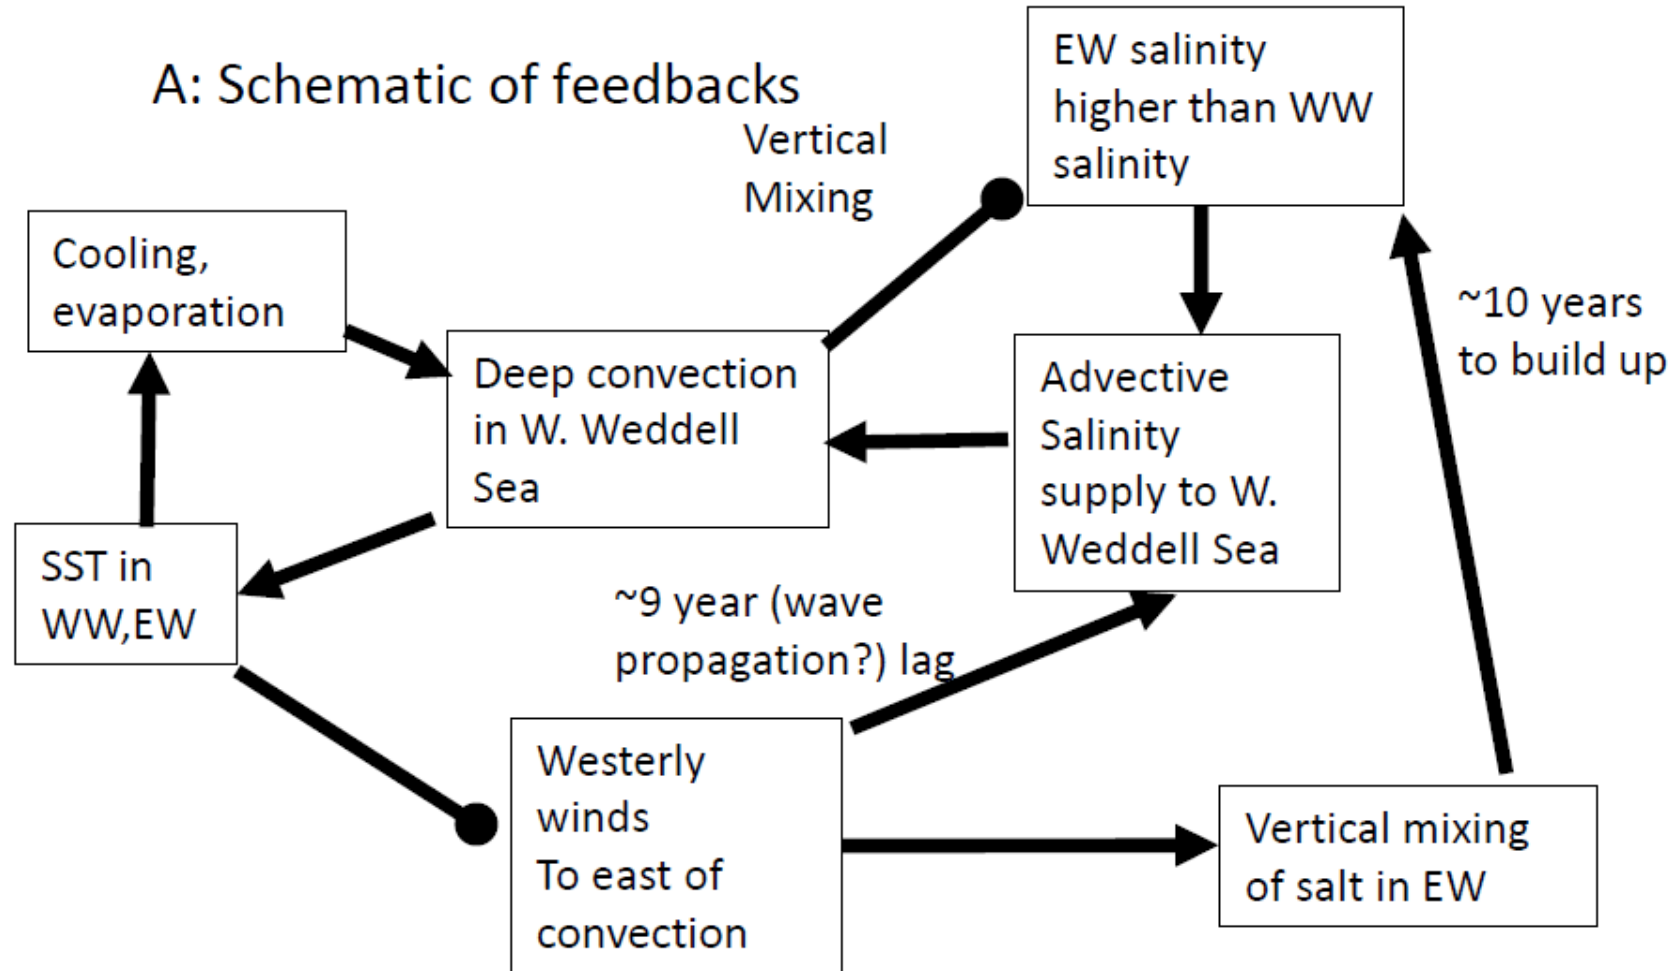 A: Schematic of feedbacks
EW salinity
higher than WW
salinity
Vertical
Mixing
Cooling,
evaporation
~10 years
to build up
Deep convection
in W. Weddell
Sea
Advective
Salinity
supply to W.
Weddell Sea
SST in
WW,EW
~9 year (wave
propagation?) lag
Westerly
winds
To east of
convection
Vertical mixing
of salt in EW